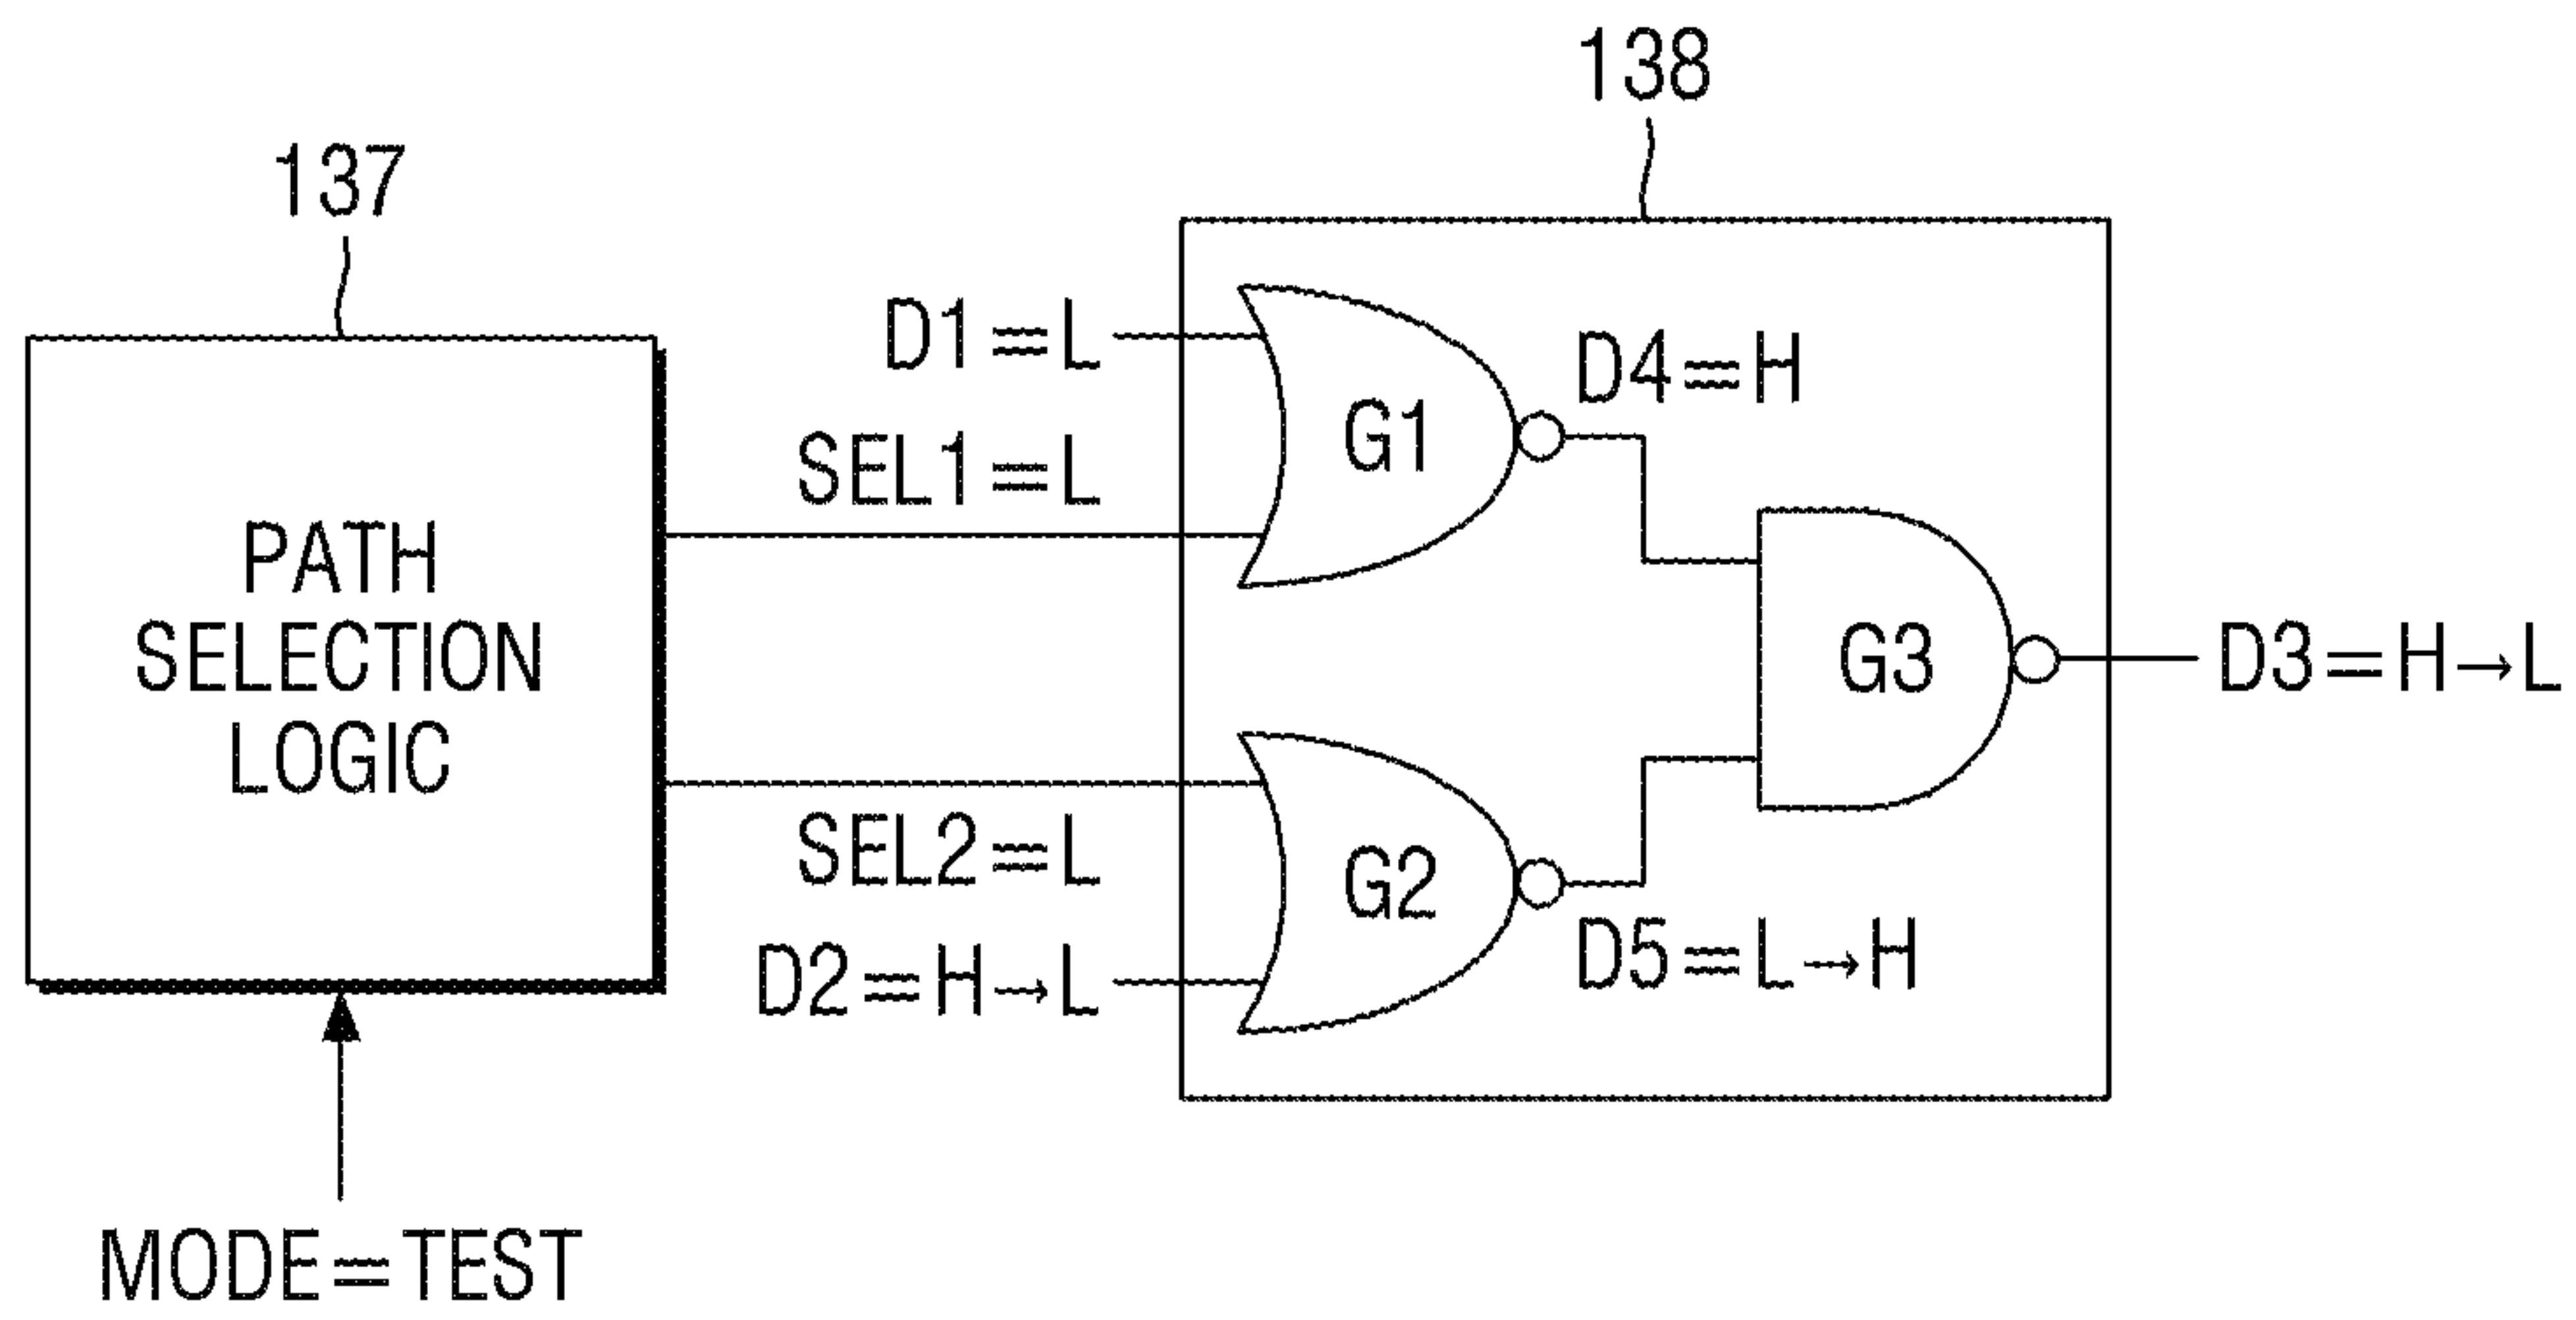 138
137
D1=L
D4=H
G1
SEL1=L
PATH
SELECTION
LOGIC
G3
D3=H→L
SEL2=L
G2
D2=H→L
D5=L→H
MODE=TEST